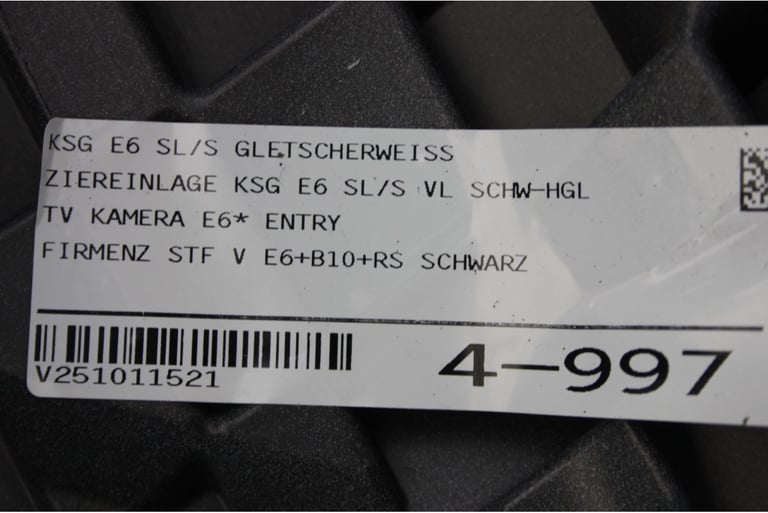 KSG E6 SL/S GLETSCHERWEISS
ZIEREINLAGE KSG E6 SL/S VL SCHW-HGL
TV KAMERA E6* ENTRY
FIRMENZ STF V E6+B10+RS SCHWARZ
V251011521
4-997